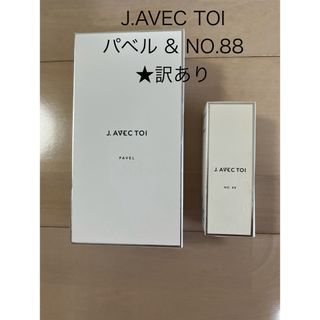 J.AVEC TOI
パベル & NO.88
★訳あり
J. AVEC TOI
PAVEL
J. AVEC TOI
NO. 88